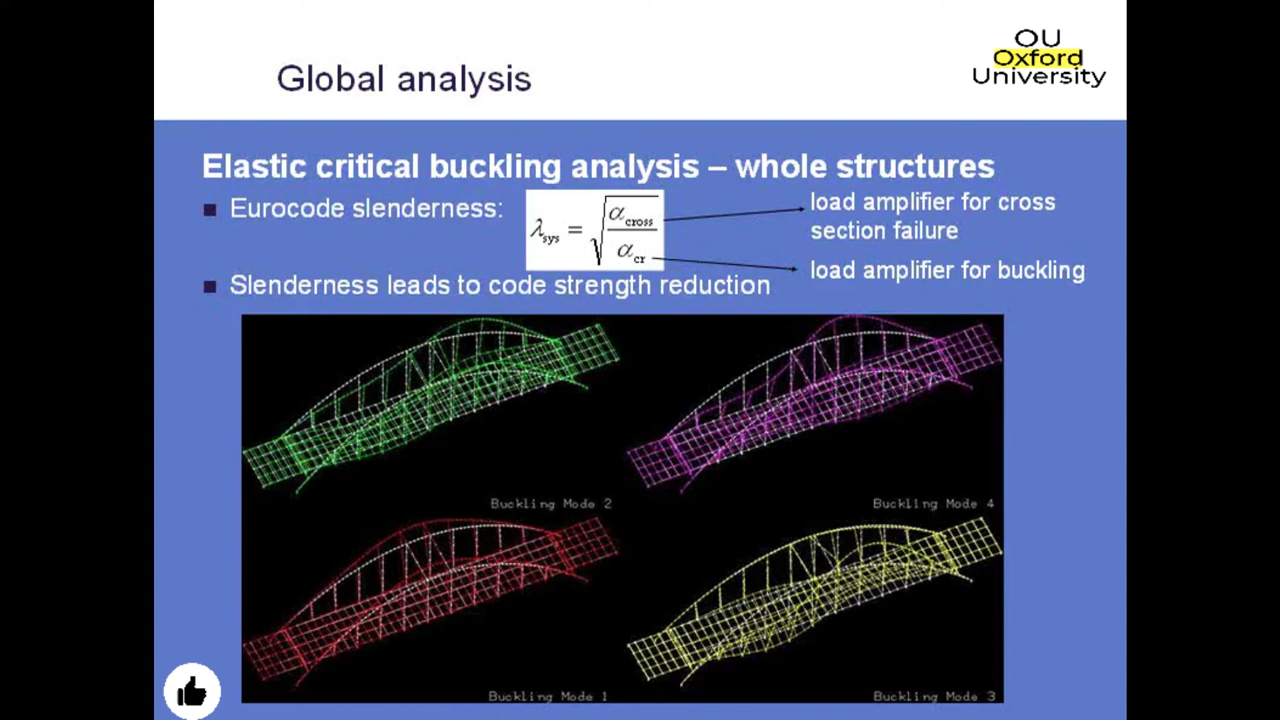 Global analysis
OU
Oxford
University
Elastic critical buckling analysis – whole structures
Eurocode slenderness:
λsys = √(αcross / αcr)
load amplifier for cross
section failure
load amplifier for buckling
Slenderness leads to code strength reduction
Buckling Mode 2
Buckling Mode 4
Buckling Mode 1
Buckling Mode 3